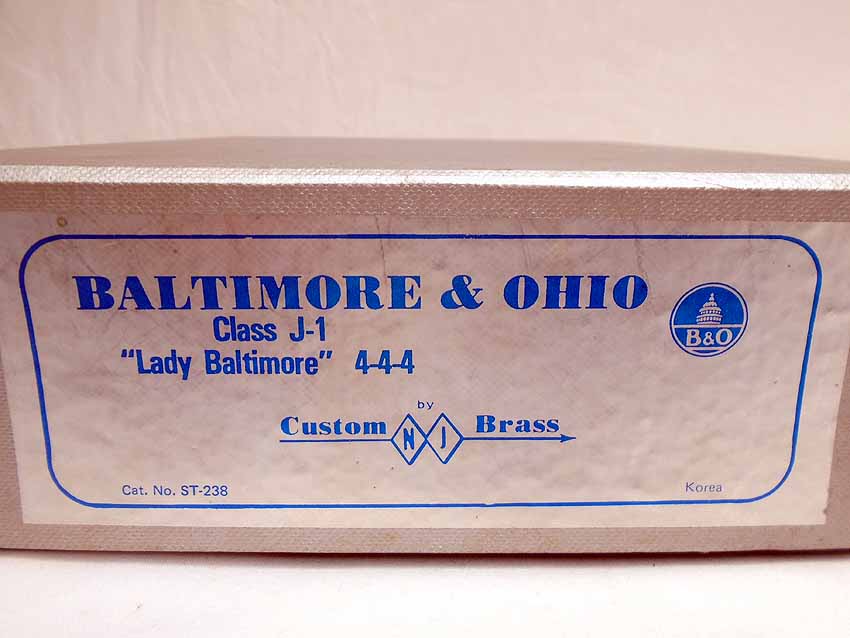 BALTIMORE & OHIO
Class J-1
"Lady Baltimore" 4-4-4
B&O
by
Custom NJ Brass
Cat. No. ST-238
Korea